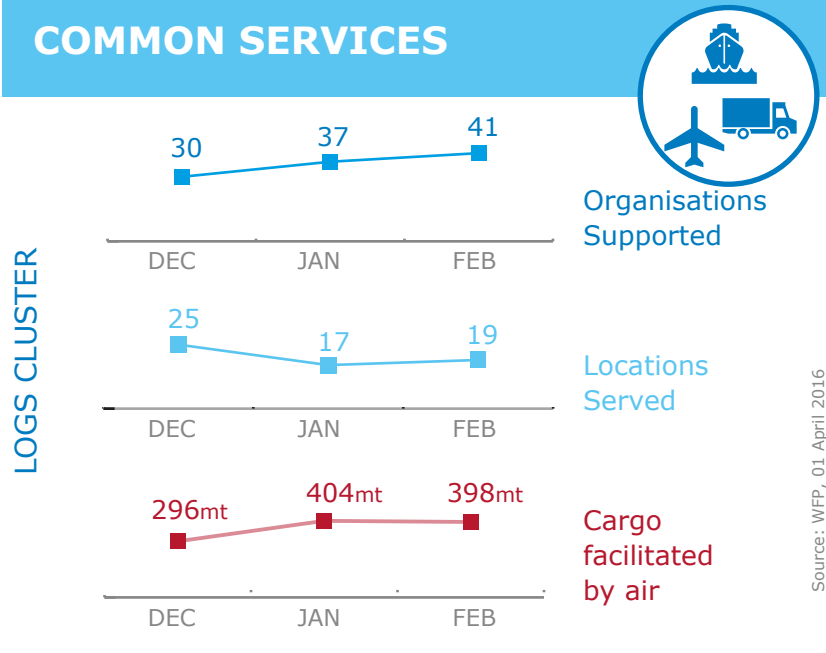 COMMON SERVICES
LOGS CLUSTER
30 37 41
DEC JAN FEB
Organisations
Supported
25 17 19
DEC JAN FEB
Locations
Served
296mt 404mt 398mt
DEC JAN FEB
Cargo
facilitated
by air
Source: WFP, 01 April 2016